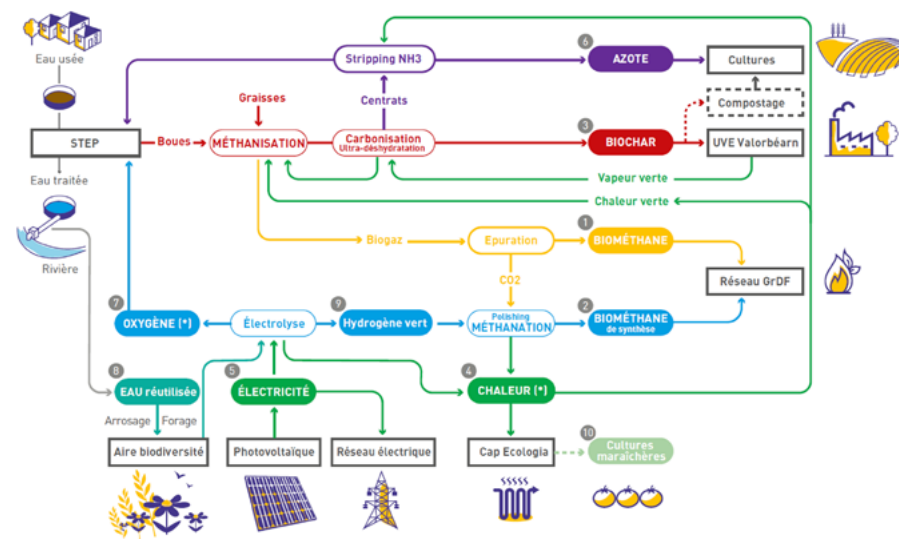 Eau usée
6
Stripping NH3
AZOTE
Cultures
Graisses
Centrats
Compostage
3
STEP
Boues
MÉTHANISATION
Carbonisation
Ultra-déshydratation
BIOCHAR
UVE Valorbéarn
Eau traitée
Vapeur verte
Chaleur verte
Rivière
1
Biogaz
Epuration
BIOMÉTHANE
CO2
Réseau GrDF
7
9
2
OXYGÈNE (*)
Électrolyse
Hydrogène vert
Polishing
MÉTHANATION
BIOMÉTHANE
de synthèse
8
5
4
EAU réutilisée
ÉLECTRICITÉ
CHALEUR (*)
Arrosage
Forage
10
Aire biodiversité
Photovoltaïque
Réseau électrique
Cap Ecologia
Cultures
maraîchères